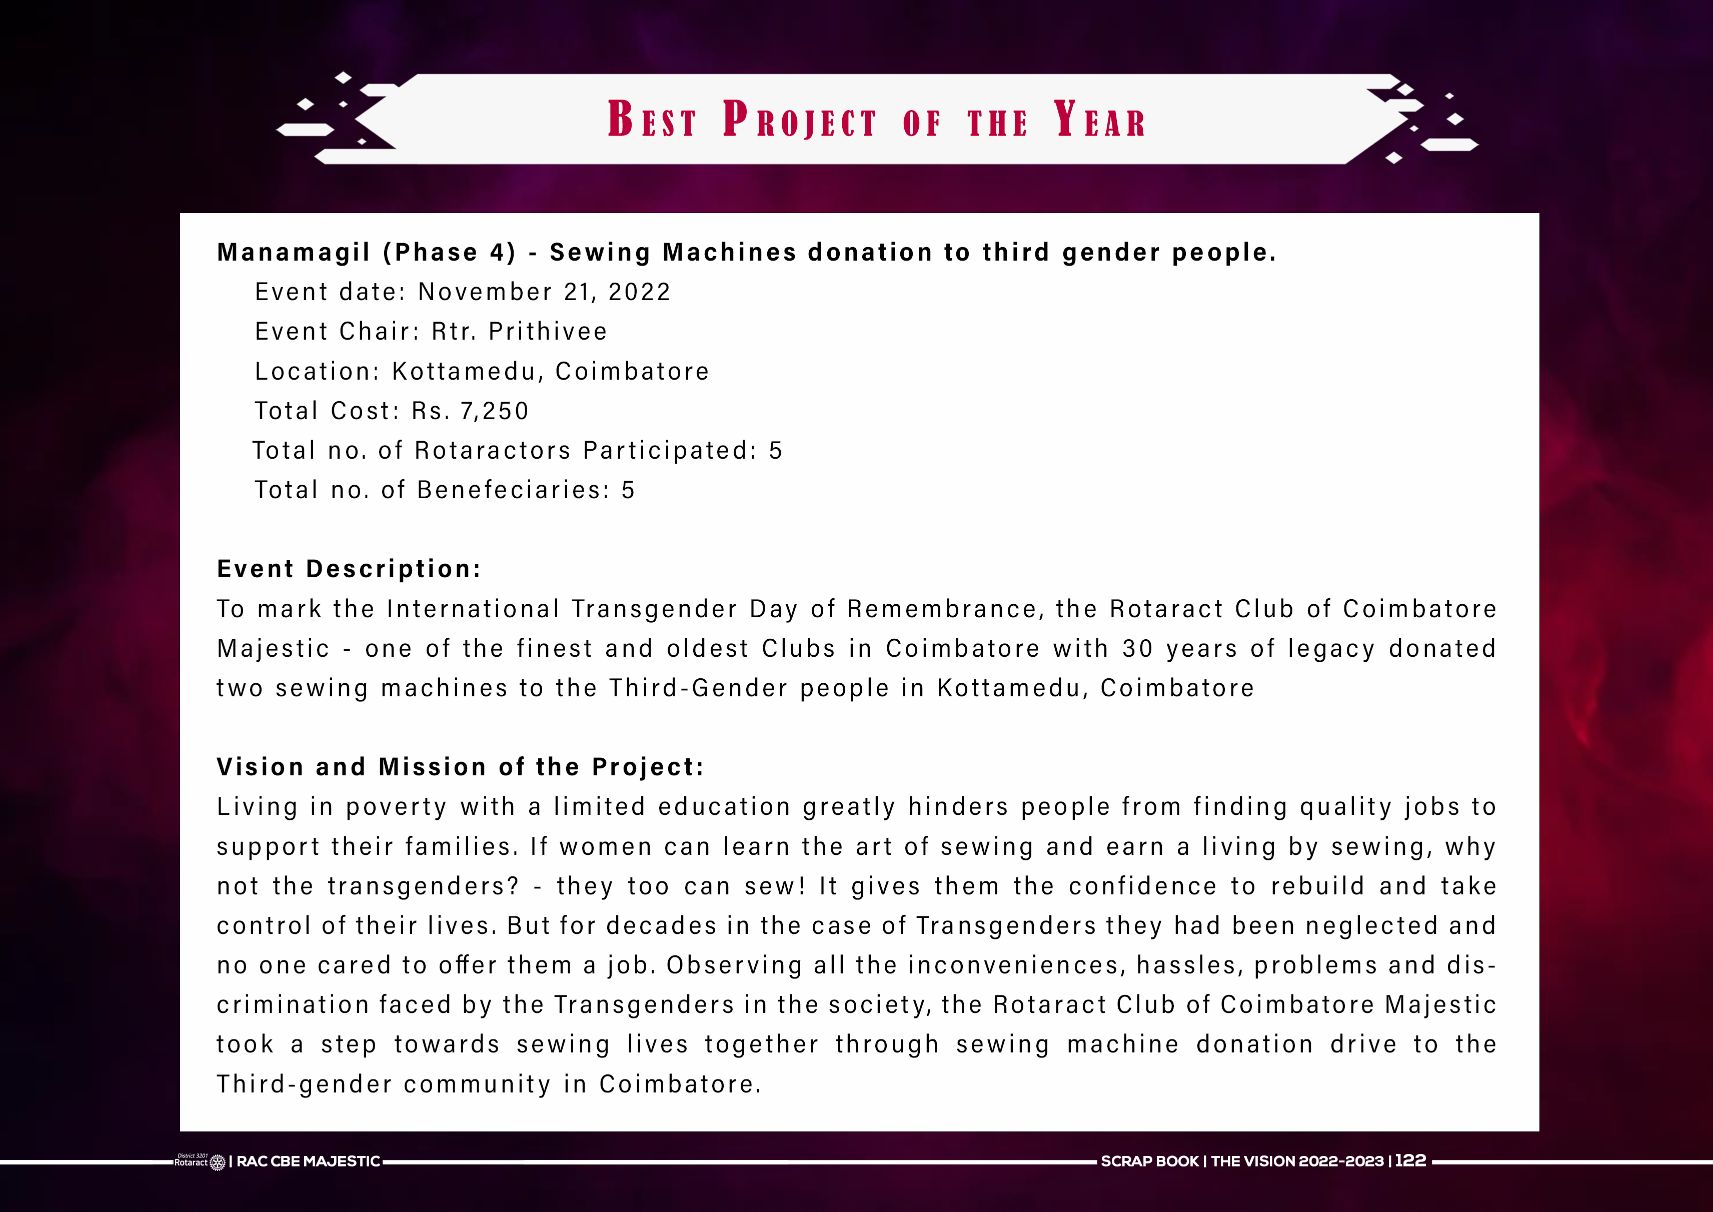 Best Project of the Year
Manamagil (Phase 4) - Sewing Machines donation to third gender people.
Event date: November 21, 2022
Event Chair: Rtr. Prithivee
Location: Kottamedu, Coimbatore
Total Cost: Rs. 7,250
Total no. of Rotaractors Participated: 5
Total no. of Benefeciaries: 5
Event Description:
To mark the International Transgender Day of Remembrance, the Rotaract Club of Coimbatore
Majestic - one of the finest and oldest Clubs in Coimbatore with 30 years of legacy donated
two sewing machines to the Third-Gender people in Kottamedu, Coimbatore
Vision and Mission of the Project:
Living in poverty with a limited education greatly hinders people from finding quality jobs to
support their families. If women can learn the art of sewing and earn a living by sewing, why
not the transgenders? - they too can sew! It gives them the confidence to rebuild and take
control of their lives. But for decades in the case of Transgenders they had been neglected and
no one cared to offer them a job. Observing all the inconveniences, hassles, problems and dis-
crimination faced by the Transgenders in the society, the Rotaract Club of Coimbatore Majestic
took a step towards sewing lives together through sewing machine donation drive to the
Third-gender community in Coimbatore.
District 3201
Rotaract | RAC CBE MAJESTIC
SCRAP BOOK | THE VISION 2022-2023 | 122